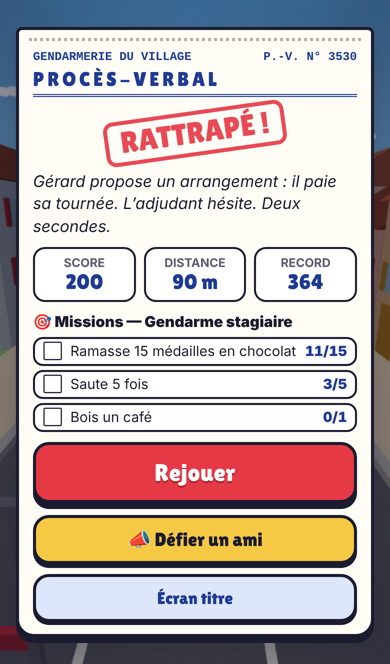 GENDARMERIE DU VILLAGE P.-V. N° 3530
PROCÈS-VERBAL
RATTRAPÉ !
Gérard propose un arrangement : il paie
sa tournée. L'adjudant hésite. Deux
secondes.
SCORE DISTANCE RECORD
200 90 m 364
🎯 Missions — Gendarme stagiaire
Ramasse 15 médailles en chocolat 11/15
Saute 5 fois 3/5
Bois un café 0/1
Rejouer
📣 Défier un ami
Écran titre